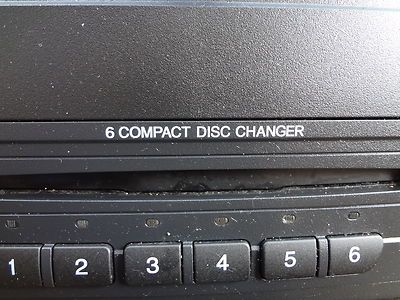 6 COMPACT DISC CHANGER
1 2 3 4 5 6